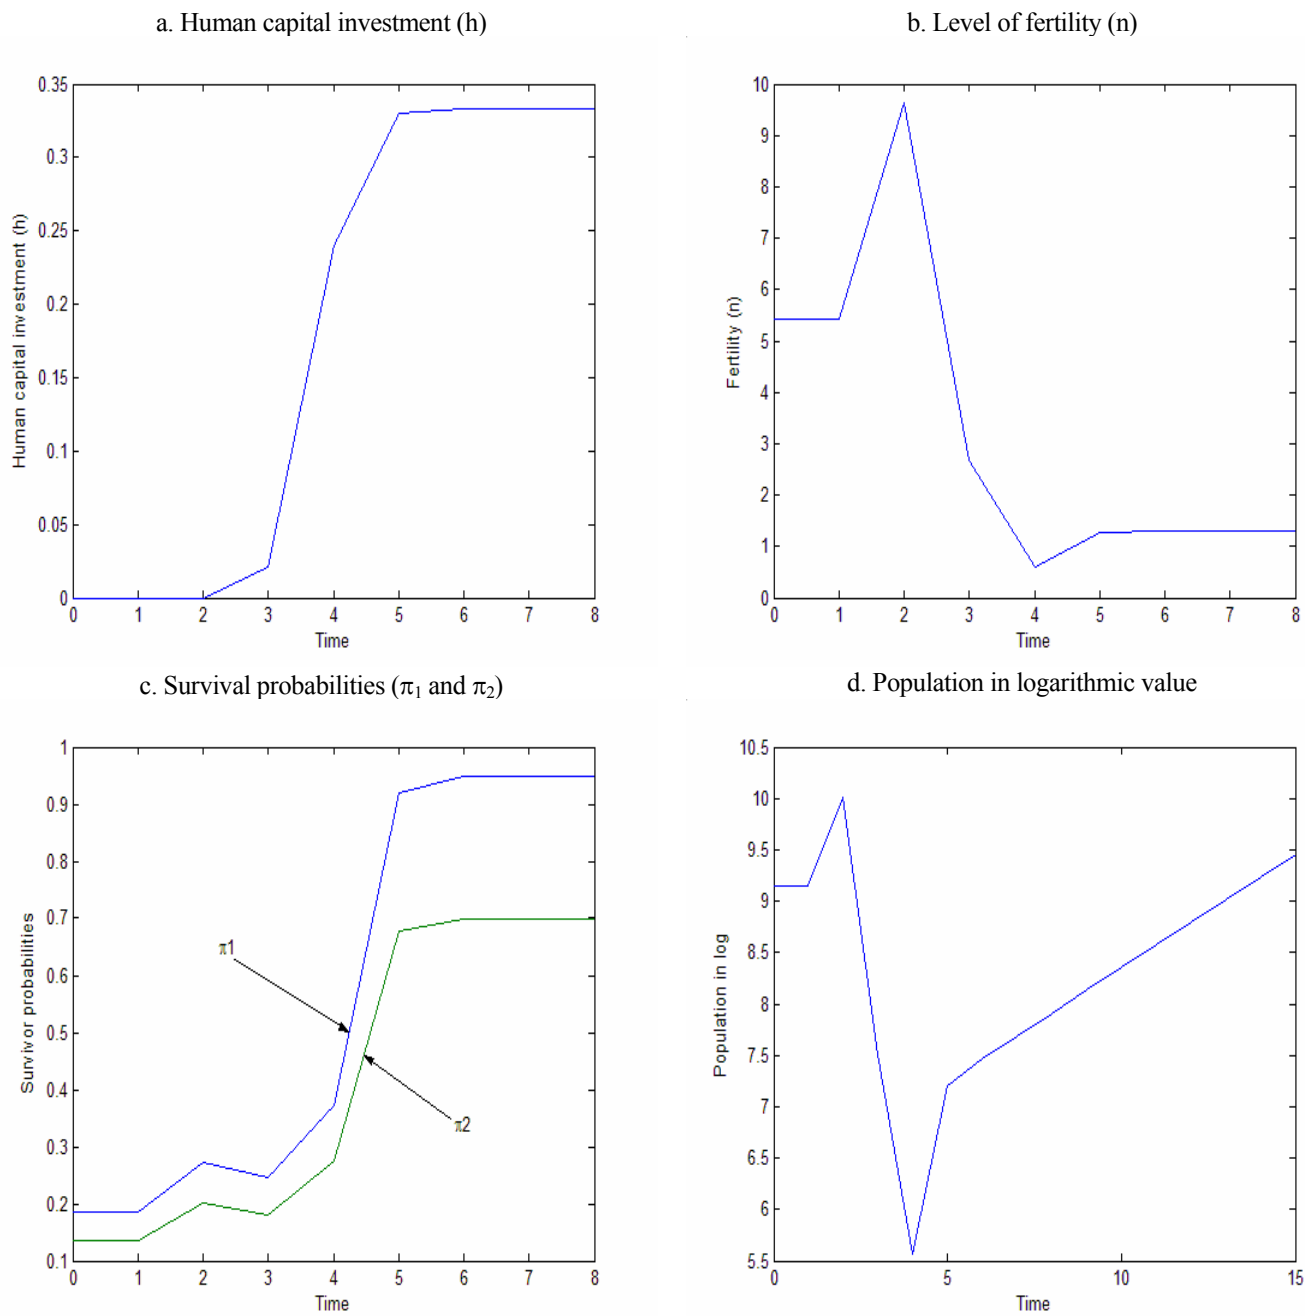 a. Human capital investment (h)
b. Level of fertility (n)
0.35
0.3
0.25
0.2
0.15
0.1
0.05
0
Human capital investment (h)
0 1 2 3 4 5 6 7 8
Time
10
9
8
7
6
5
4
3
2
1
0
Fertility (n)
0 1 2 3 4 5 6 7 8
Time
c. Survival probabilities (π₁ and π₂)
d. Population in logarithmic value
1
0.9
0.8
0.7
0.6
0.5
0.4
0.3
0.2
0.1
Survivor probabilities
π1
π2
0 1 2 3 4 5 6 7 8
Time
10.5
10
9.5
9
8.5
8
7.5
7
6.5
6
5.5
Population in log
0 5 10 15
Time